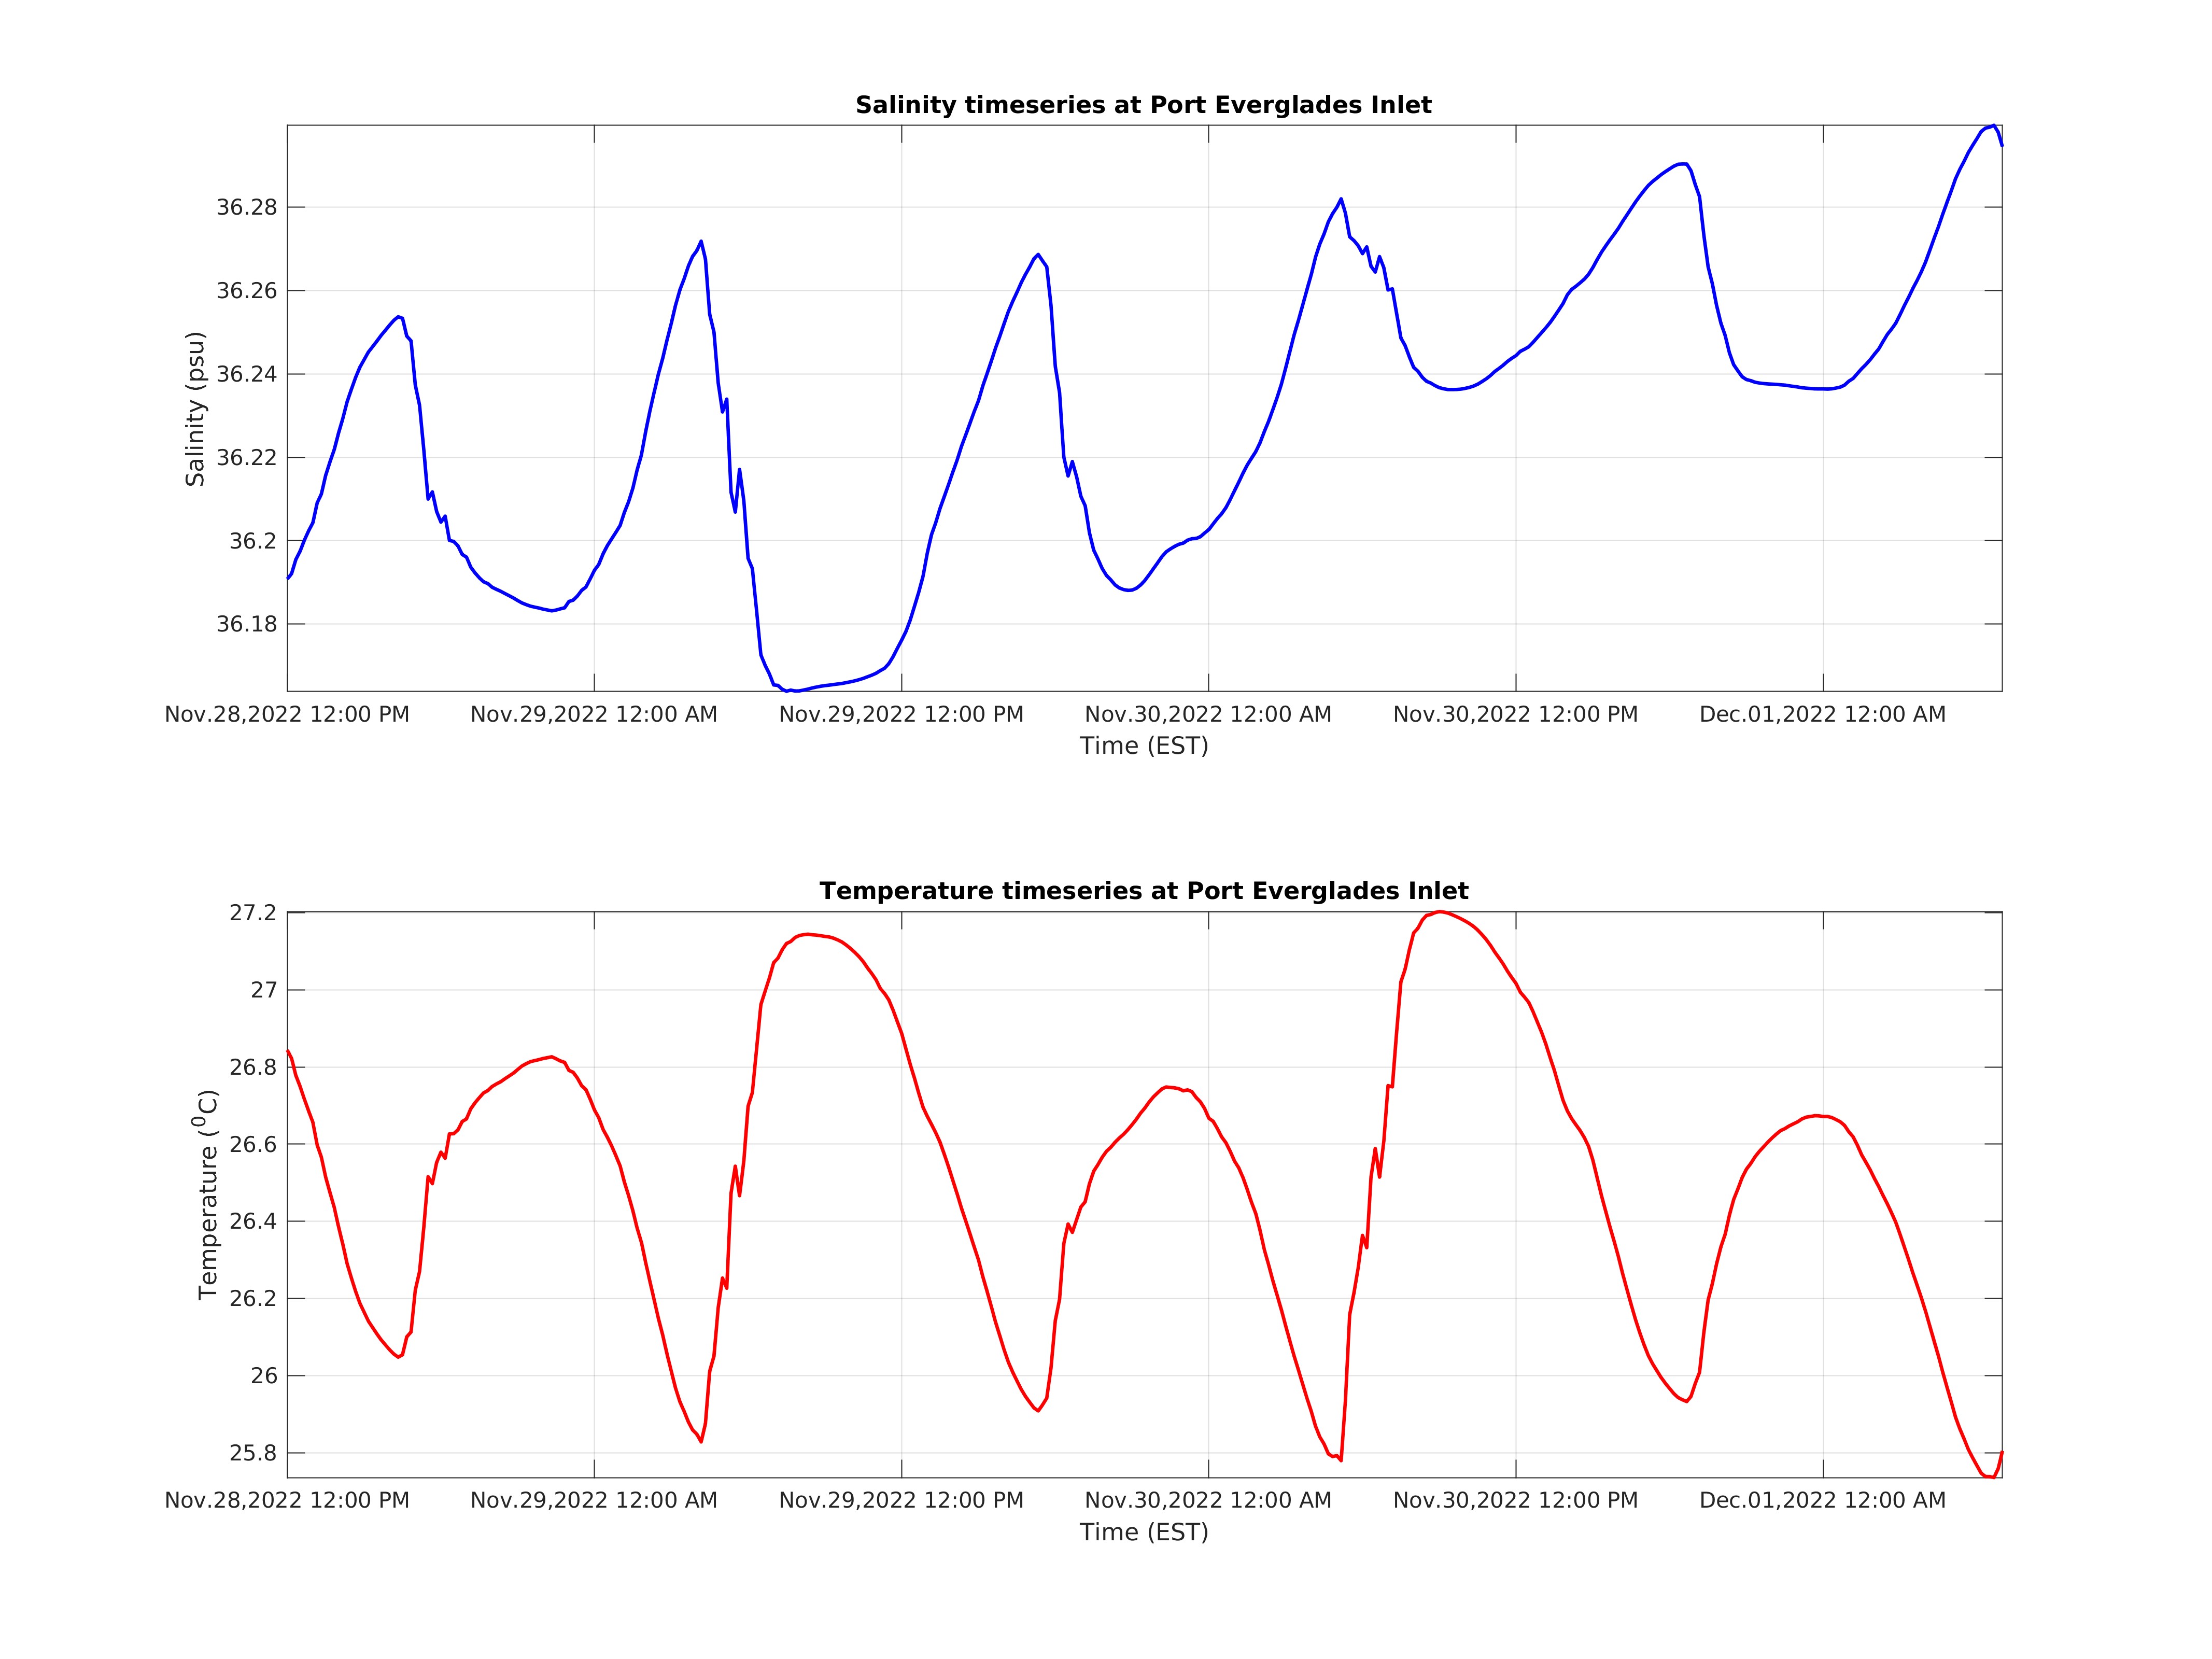 Salinity timeseries at Port Everglades Inlet
36.28
36.26
36.24
36.22
36.2
36.18
Salinity (psu)
Nov.28,2022 12:00 PM Nov.29,2022 12:00 AM Nov.29,2022 12:00 PM Nov.30,2022 12:00 AM Nov.30,2022 12:00 PM Dec.01,2022 12:00 AM
Time (EST)
Temperature timeseries at Port Everglades Inlet
27.2
27
26.8
26.6
26.4
26.2
26
25.8
Temperature (⁰C)
Nov.28,2022 12:00 PM Nov.29,2022 12:00 AM Nov.29,2022 12:00 PM Nov.30,2022 12:00 AM Nov.30,2022 12:00 PM Dec.01,2022 12:00 AM
Time (EST)